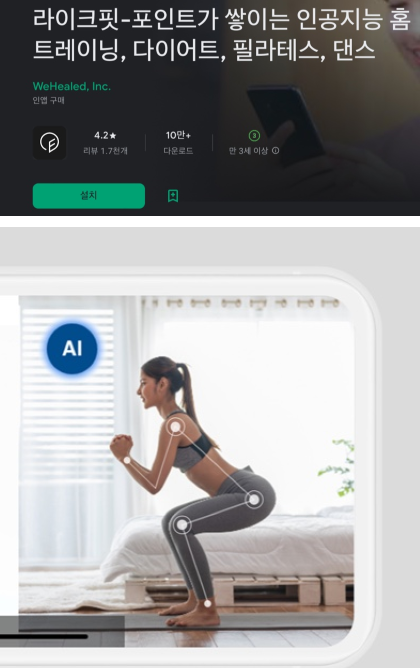 라이크핏-포인트가 쌓이는 인공지능 홈
트레이닝, 다이어트, 필라테스, 댄스
WeHealed, Inc.
인앱 구매
4.2★ 10만+ 3
리뷰 1.7천개 다운로드 만 3세 이상
설치
AI